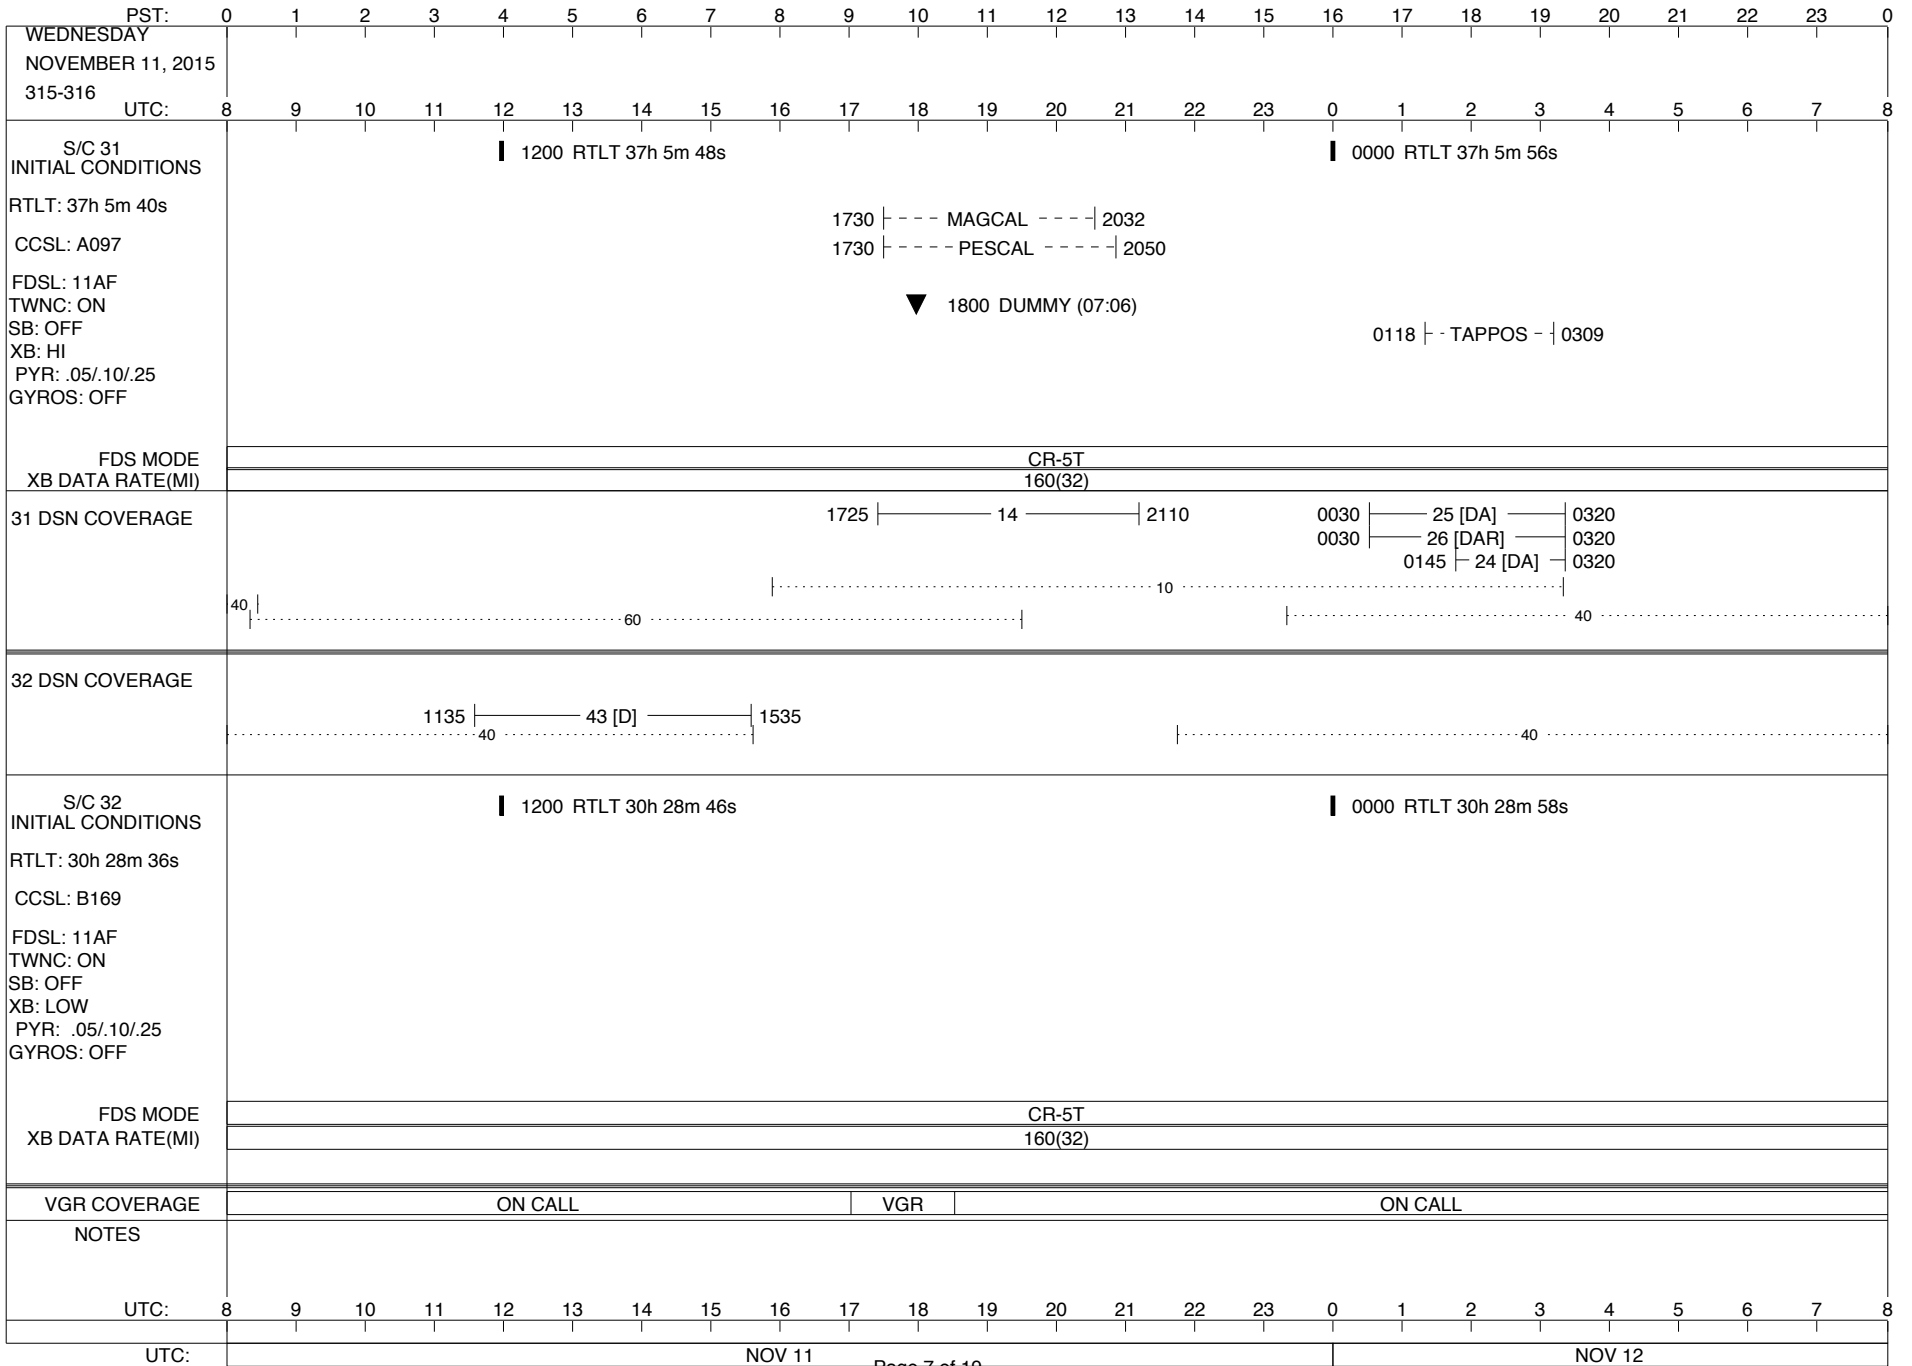 PST: 0 1 2 3 4 5 6 7 8 9 10 11 12 13 14 15 16 17 18 19 20 21 22 23 0
WEDNESDAY
NOVEMBER 11, 2015
315-316
UTC: 8 9 10 11 12 13 14 15 16 17 18 19 20 21 22 23 0 1 2 3 4 5 6 7 8
S/C 31
INITIAL CONDITIONS
1200 RTLT 37h 5m 48s
0000 RTLT 37h 5m 56s
RTLT: 37h 5m 40s
1730 MAGCAL 2032
CCSL: A097
1730 PESCAL 2050
FDSL: 11AF
TWNC: ON
1800 DUMMY (07:06)
SB: OFF
0118 TAPPOS 0309
XB: HI
PYR: .05/.10/.25
GYROS: OFF
FDS MODE CR-5T
XB DATA RATE(MI) 160(32)
31 DSN COVERAGE
1725 14 2110
0030 25 [DA] 0320
0030 26 [DAR] 0320
0145 24 [DA] 0320
10
40
60
40
32 DSN COVERAGE
1135 43 [D] 1535
40
40
S/C 32
INITIAL CONDITIONS
1200 RTLT 30h 28m 46s
0000 RTLT 30h 28m 58s
RTLT: 30h 28m 36s
CCSL: B169
FDSL: 11AF
TWNC: ON
SB: OFF
XB: LOW
PYR: .05/.10/.25
GYROS: OFF
FDS MODE CR-5T
XB DATA RATE(MI) 160(32)
VGR COVERAGE ON CALL VGR ON CALL
NOTES
UTC: 8 9 10 11 12 13 14 15 16 17 18 19 20 21 22 23 0 1 2 3 4 5 6 7 8
UTC: NOV 11 NOV 12
Page 7 of 19